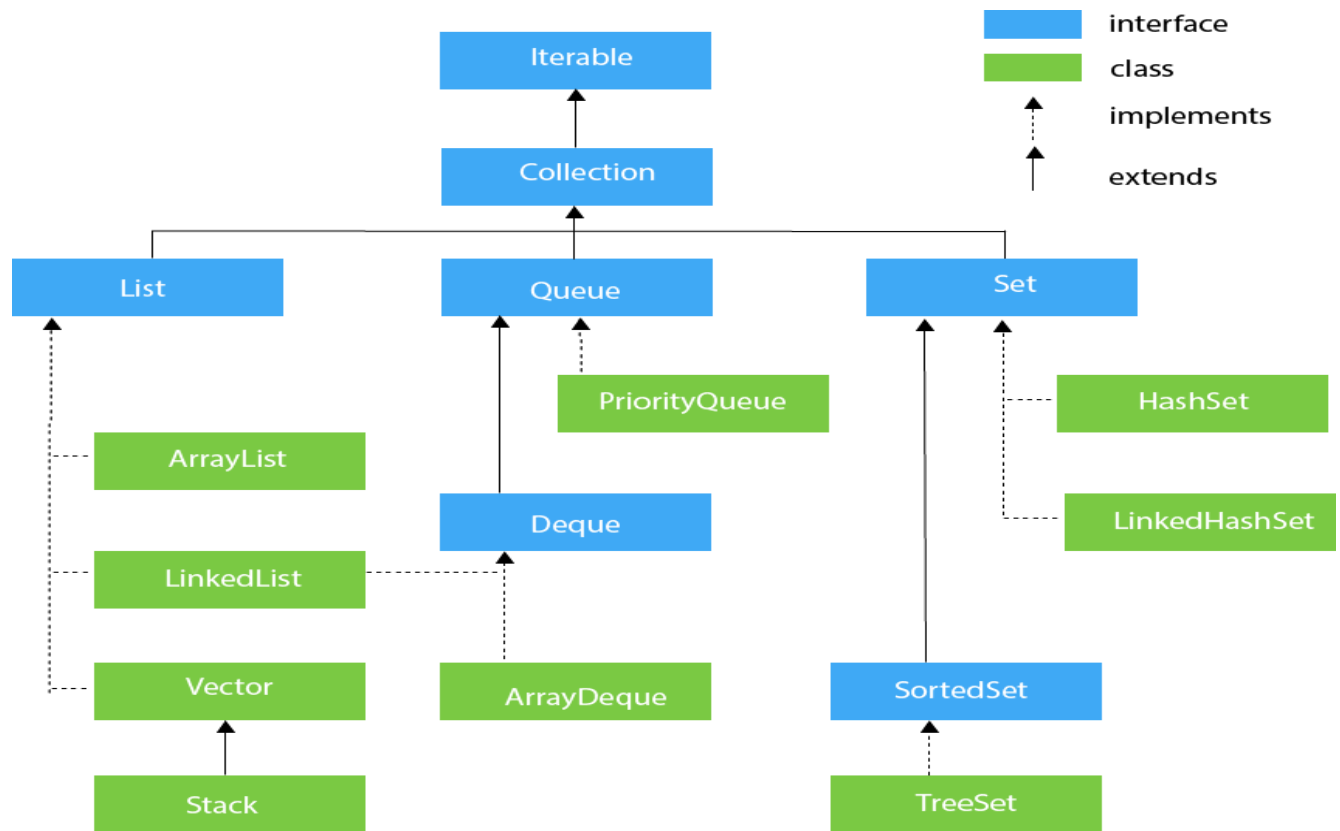 interface
Iterable
class
implements
Collection
extends
List
Queue
Set
PriorityQueue
HashSet
ArrayList
Deque
LinkedHashSet
LinkedList
Vector
ArrayDeque
SortedSet
Stack
TreeSet